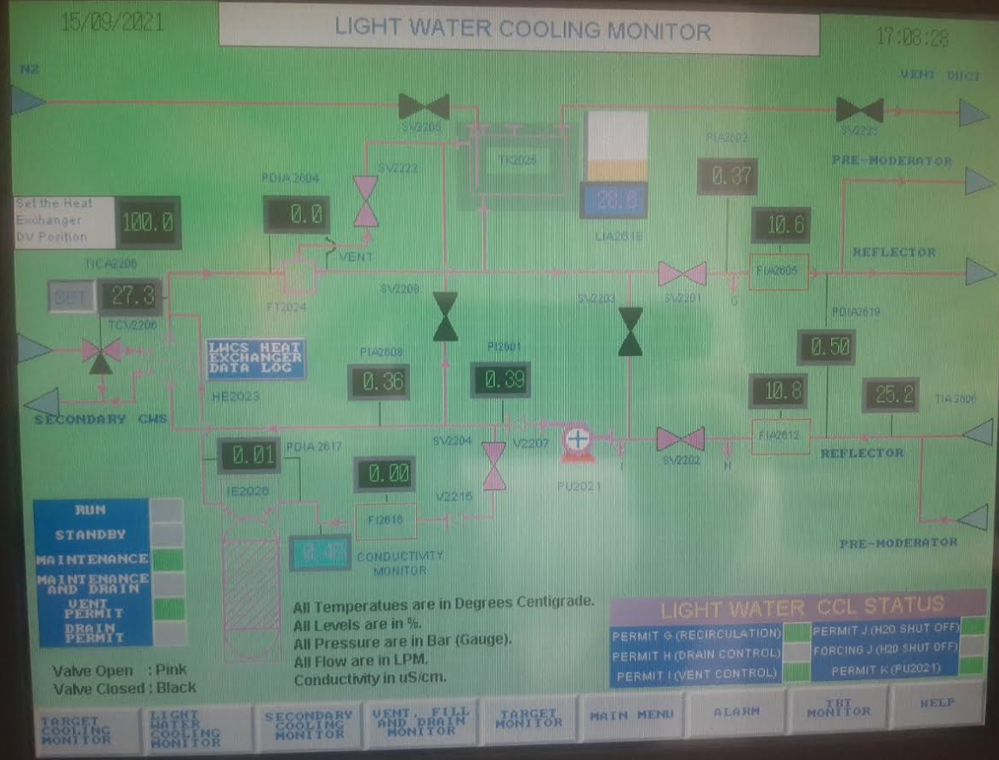 15/09/2021
LIGHT WATER COOLING MONITOR
17:08:28
N2
VENT DUCT
SV2206
SV2221
TK2025
PIA2602
PRE-MODERATOR
SV2222
0.37
PDIA 2604
0.0
28.6
Set the Heat
Exchanger
DV Position
100.0
10.6
LIA2610
REFLECTOR
TICA2206
VENT
FIA2605
SET
27.3
SV2208
SV2203
SV2201
G
FT2024
PDIA2619
TCV2206
LWCS HEAT
EXCHANGER
DATA LOG
0.50
PIA2608
PI2601
0.36
0.39
10.8
25.2
TIA2606
HE2023
SECONDARY CWS
FIA2612
SV2204
V2207
0.01
PDIA 2617
SV2202
H
I
REFLECTOR
0.00
PU2021
IE2026
V2216
RUN
FI2616
STANDBY
PRE-MODERATOR
MAINTENANCE
CONDUCTIVITY
MONITOR
MAINTENANCE
AND DRAIN
VENT
PERMIT
DRAIN
PERMIT
All Temperatues are in Degrees Centigrade.
All Levels are in %.
All Pressure are in Bar (Gauge).
All Flow are in LPM.
Conductivity in uS/cm.
LIGHT WATER CCL STATUS
PERMIT G (RECIRCULATION)
PERMIT J (H2O SHUT OFF)
PERMIT H (DRAIN CONTROL)
FORCING J (H2O SHUT OFF)
PERMIT I (VENT CONTROL)
PERMIT K (PU2021)
Valve Open : Pink
Valve Closed : Black
TARGET
COOLING
MONITOR
LIGHT
WATER
COOLING
MONITOR
SECONDARY
COOLING
MONITOR
VENT, FILL
AND DRAIN
MONITOR
TARGET
MONITOR
MAIN MENU
ALARM
TBT
MONITOR
HELP